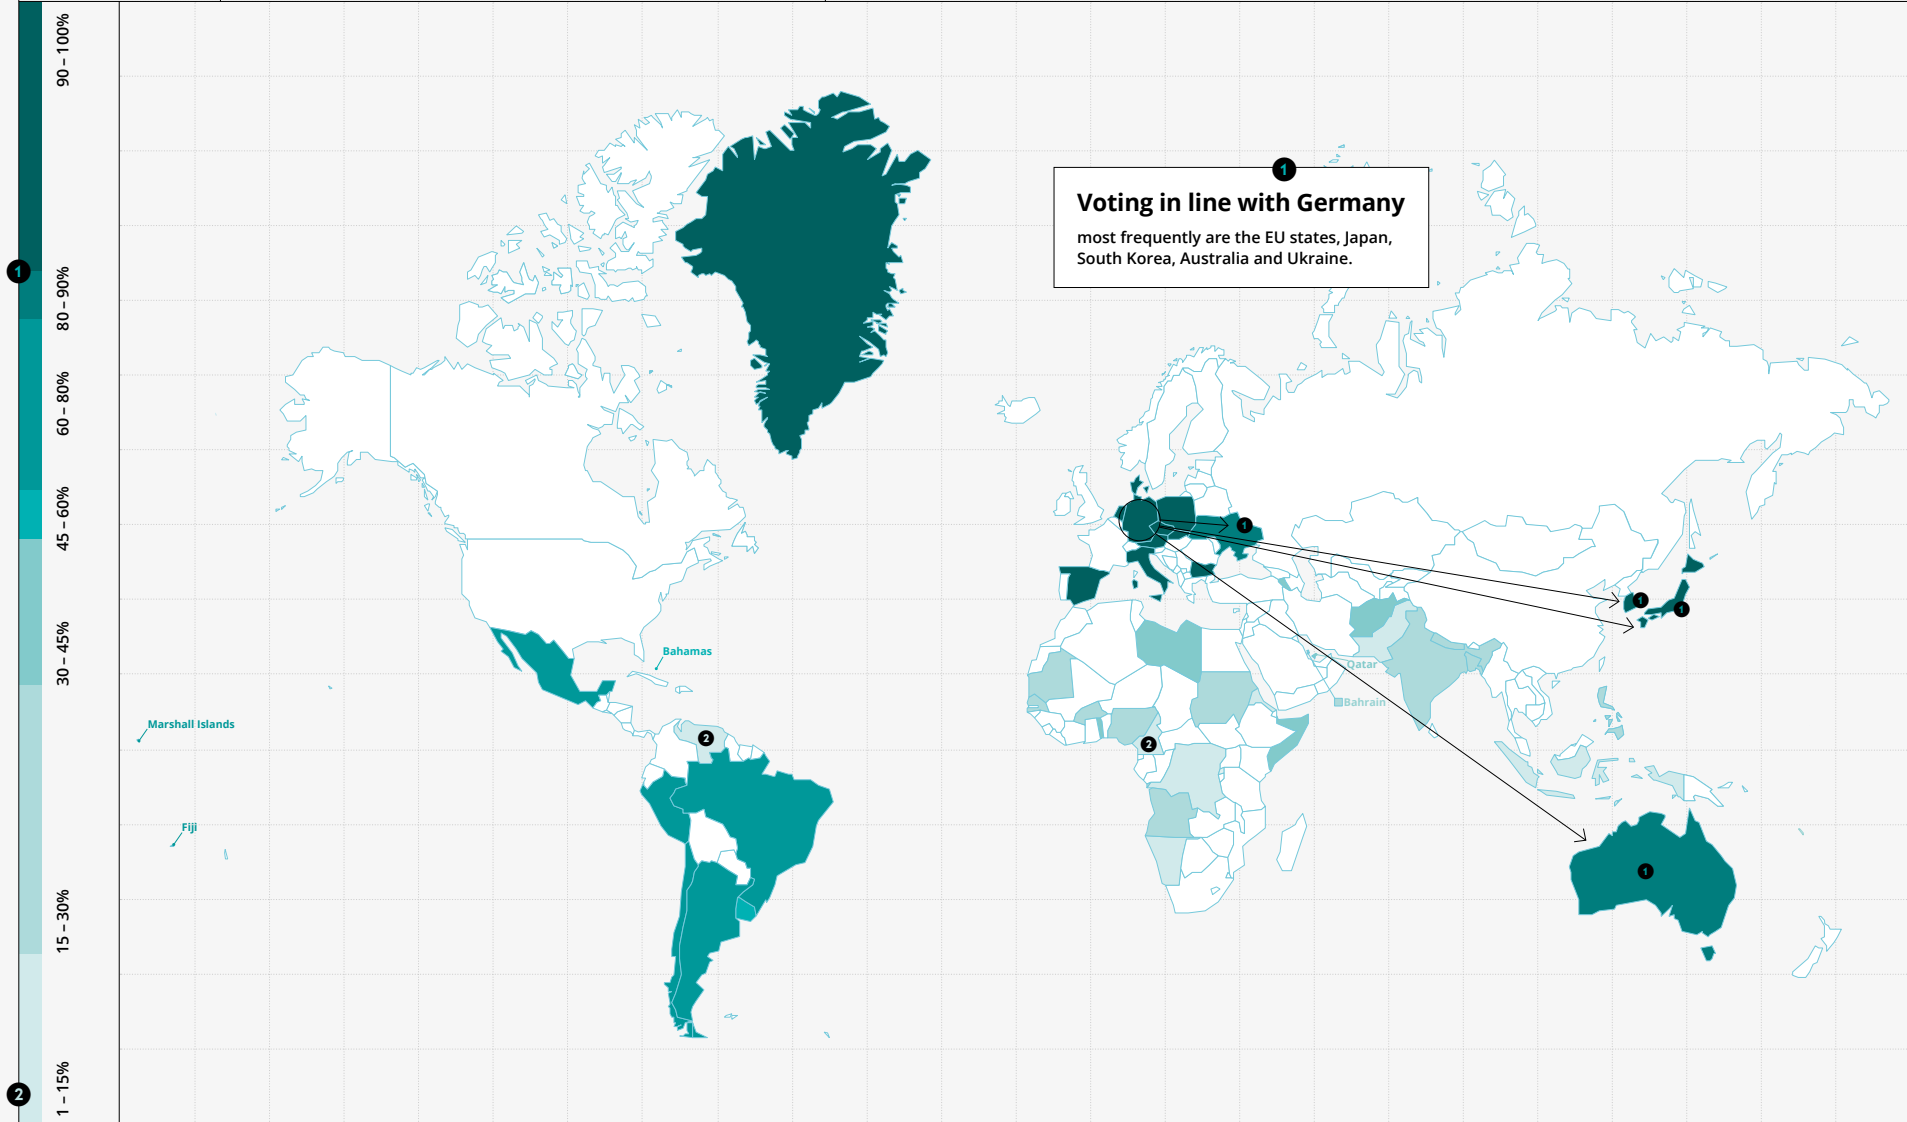 90 – 100%
80 – 90%
60 – 80%
45 – 60%
30 – 45%
15 – 30%
1 – 15%
1
2
1
Voting in line with Germany
most frequently are the EU states, Japan,
South Korea, Australia and Ukraine.
1
1
1
Bahamas
Qatar
Bahrain
Marshall Islands
2
2
Fiji
1